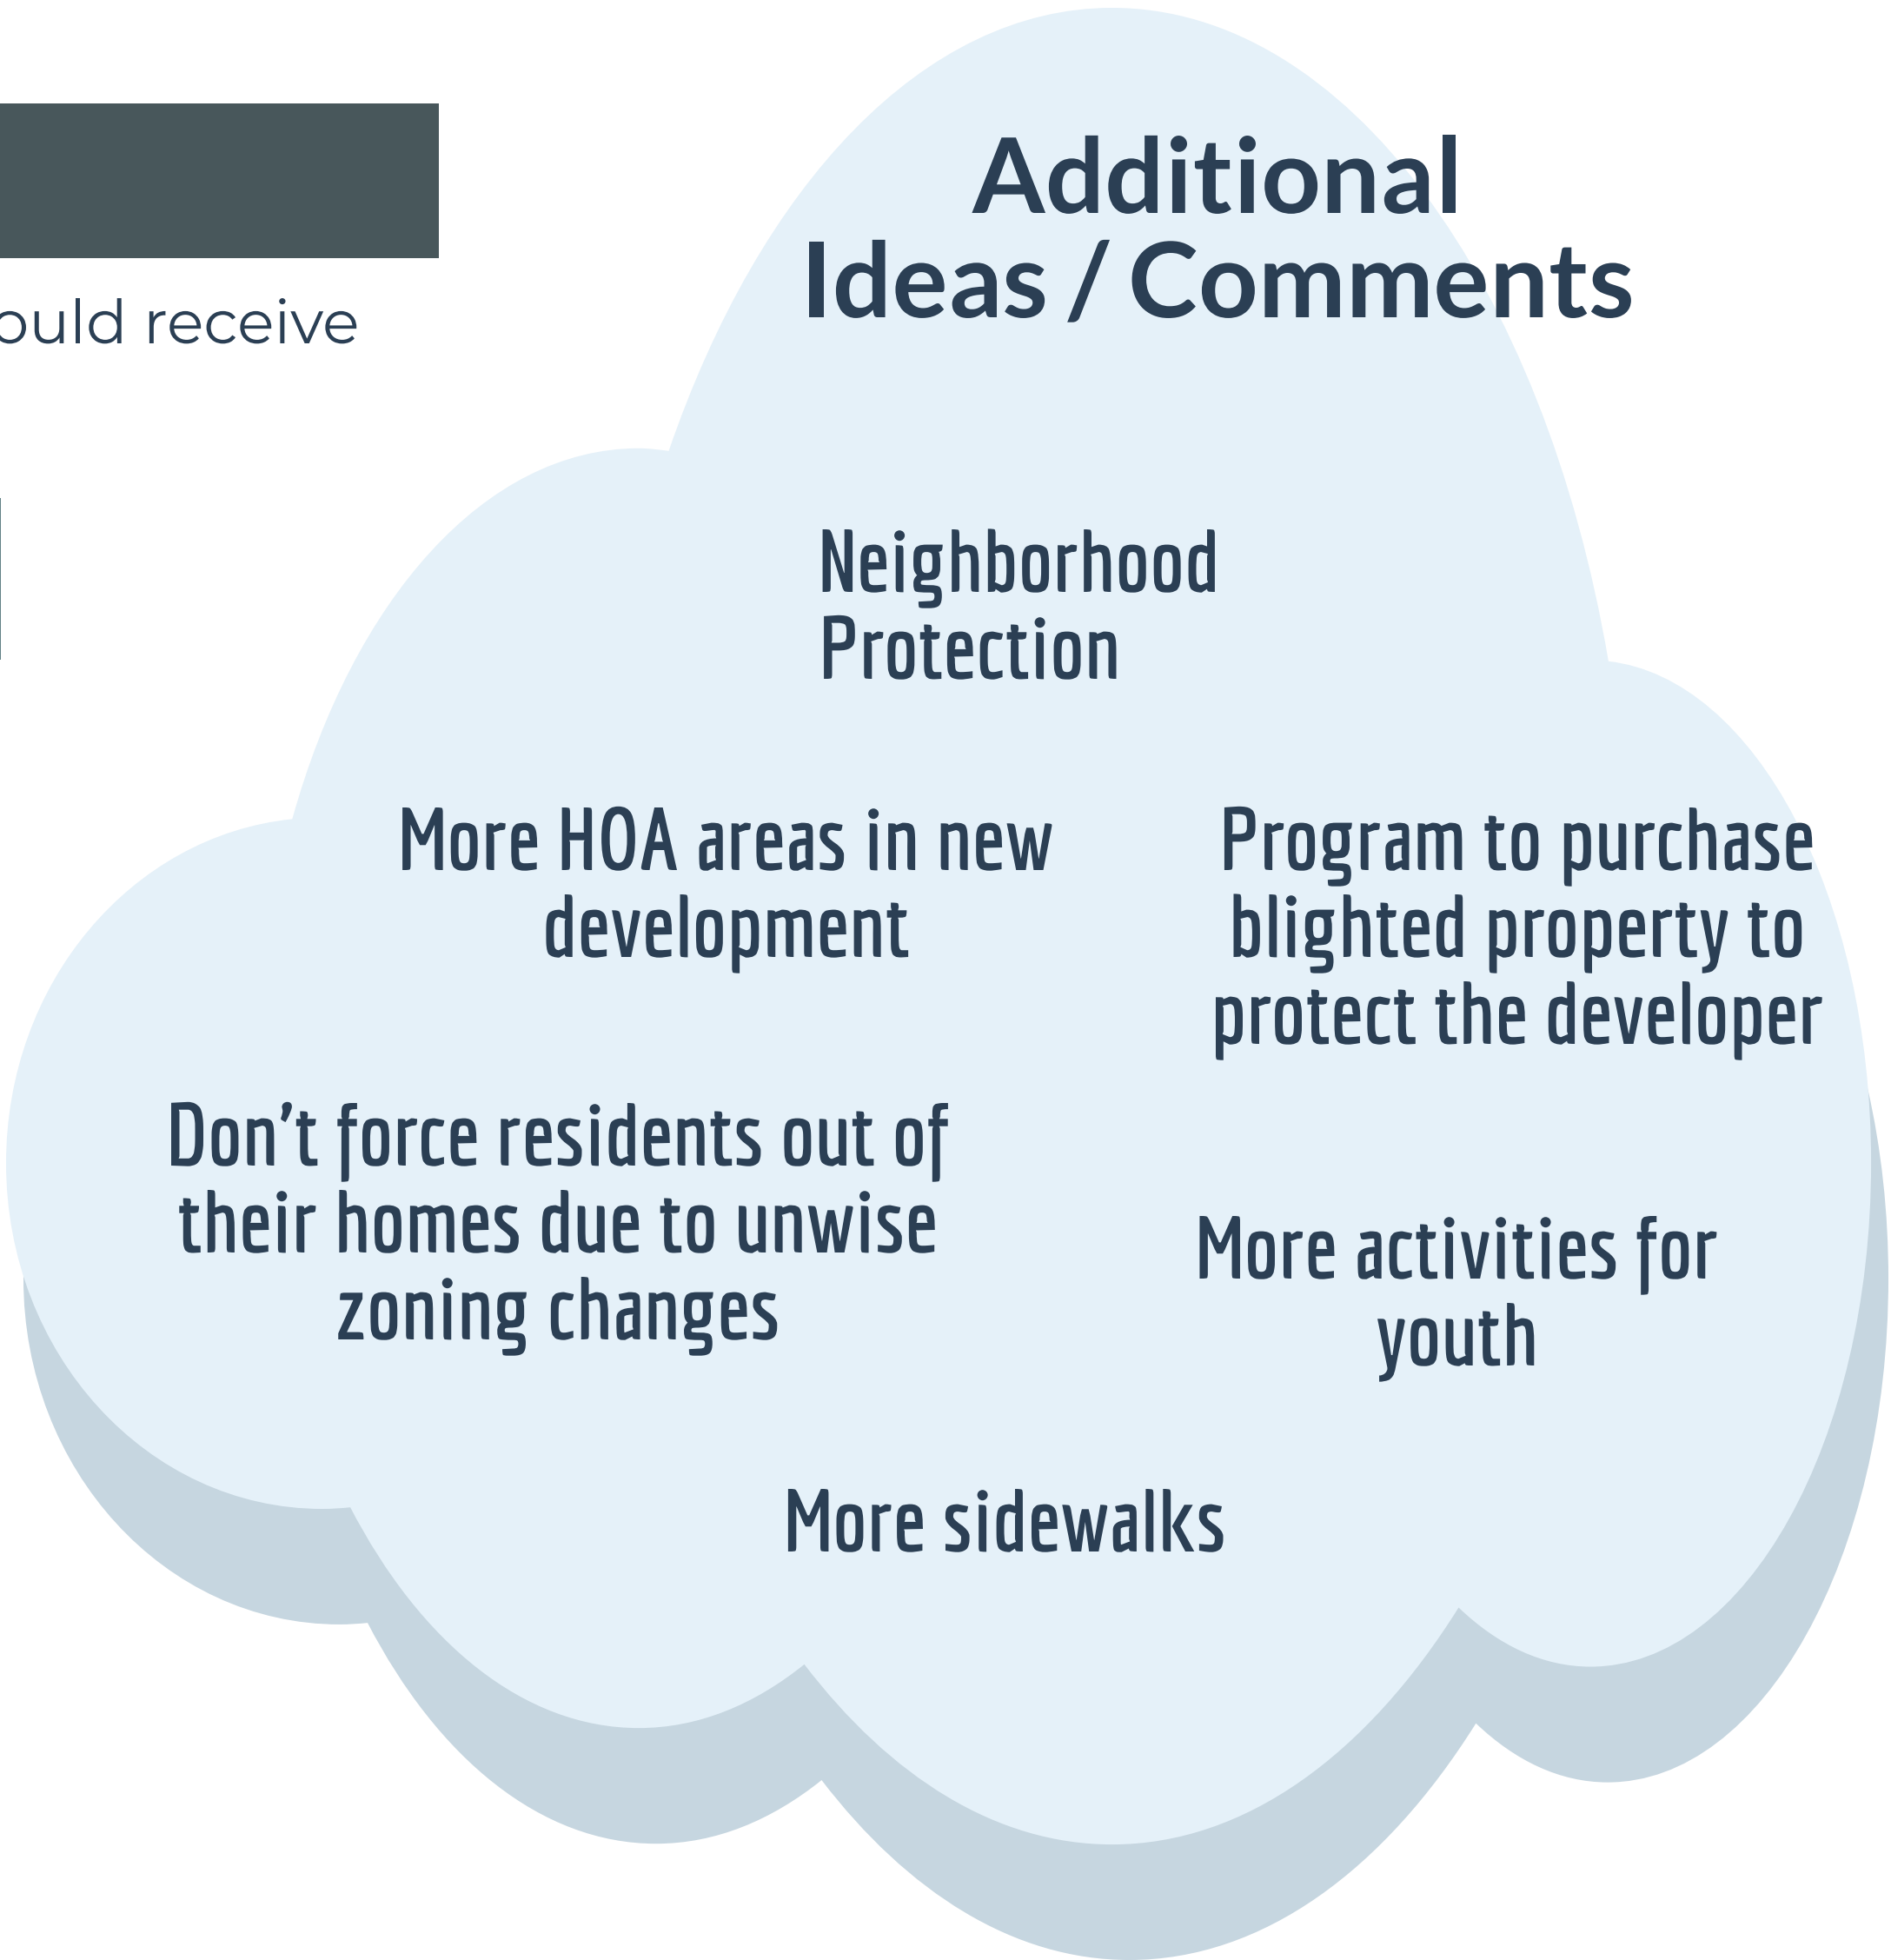 receive
Additional
Ideas / Comments
Neighborhood
Protection
More HOA areas in new
development
Program to purchase
blighted property to
protect the developer
Don't force residents out of
their homes due to unwise
zoning changes
More activities for
youth
More sidewalks